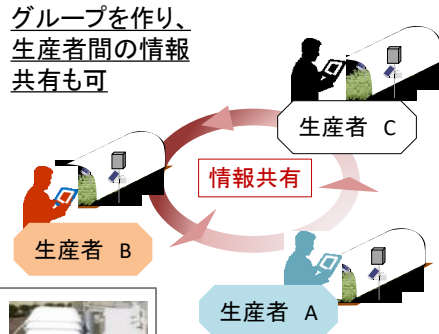 グループを作り、
生産者間の情報
共有も可
生産者 C
情報共有
生産者 B
生産者 A